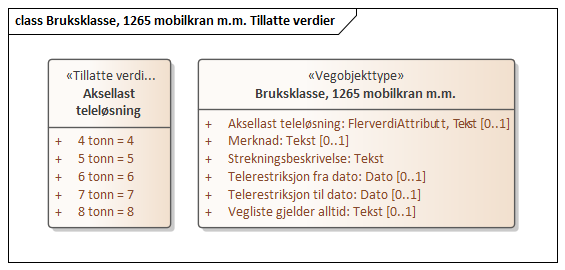 class Bruksklasse, 1265 mobilkran m.m. Tillatte verdier
«Tillatte verdi...
Aksellast
teleløsning
+ 4 tonn = 4
+ 5 tonn = 5
+ 6 tonn = 6
+ 7 tonn = 7
+ 8 tonn = 8
«Vegobjekttype»
Bruksklasse, 1265 mobilkran m.m.
+ Aksellast teleløsning: FlerverdiAttributt, Tekst [0..1]
+ Merknad: Tekst [0..1]
+ Strekningsbeskrivelse: Tekst
+ Telerestriksjon fra dato: Dato [0..1]
+ Telerestriksjon til dato: Dato [0..1]
+ Vegliste gjelder alltid: Tekst [0..1]